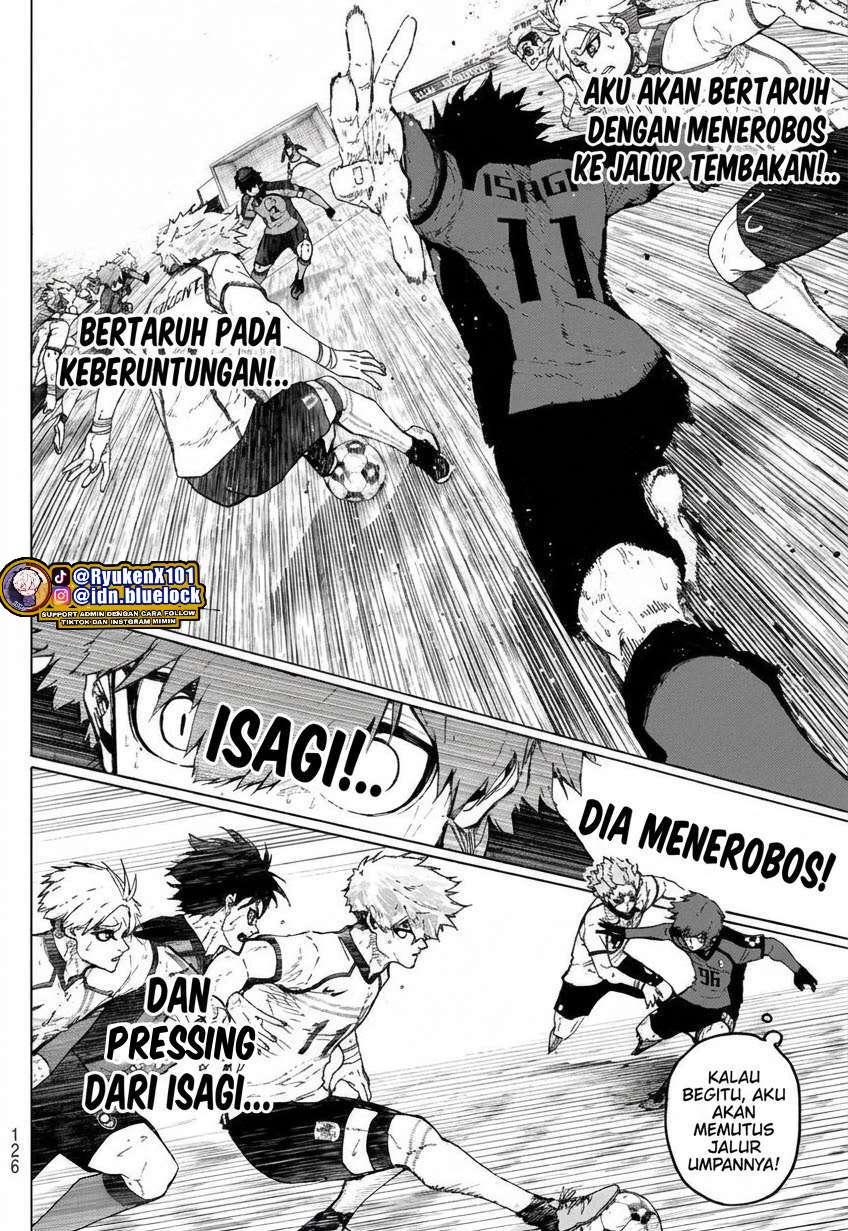 AKU AKAN BERTARUH
DENGAN MENEROBOS
KE JALUR TEMBAKAN!..
ISAGI
11
BERTARUH PADA
KEBERUNTUNGAN!..
@RyukenX101
@idn.bluelock
SUPPORT ADMIN DENGAN CARA FOLLOW
TIKTOK DAN INSTGRAM MIMIN
ISAGI!..
DIA MENEROBOS!
96
DAN
PRESSING
DARI ISAGI...
KALAU
BEGITU, AKU
AKAN
MEMUTUS
JALUR
UMPANNYA!
126